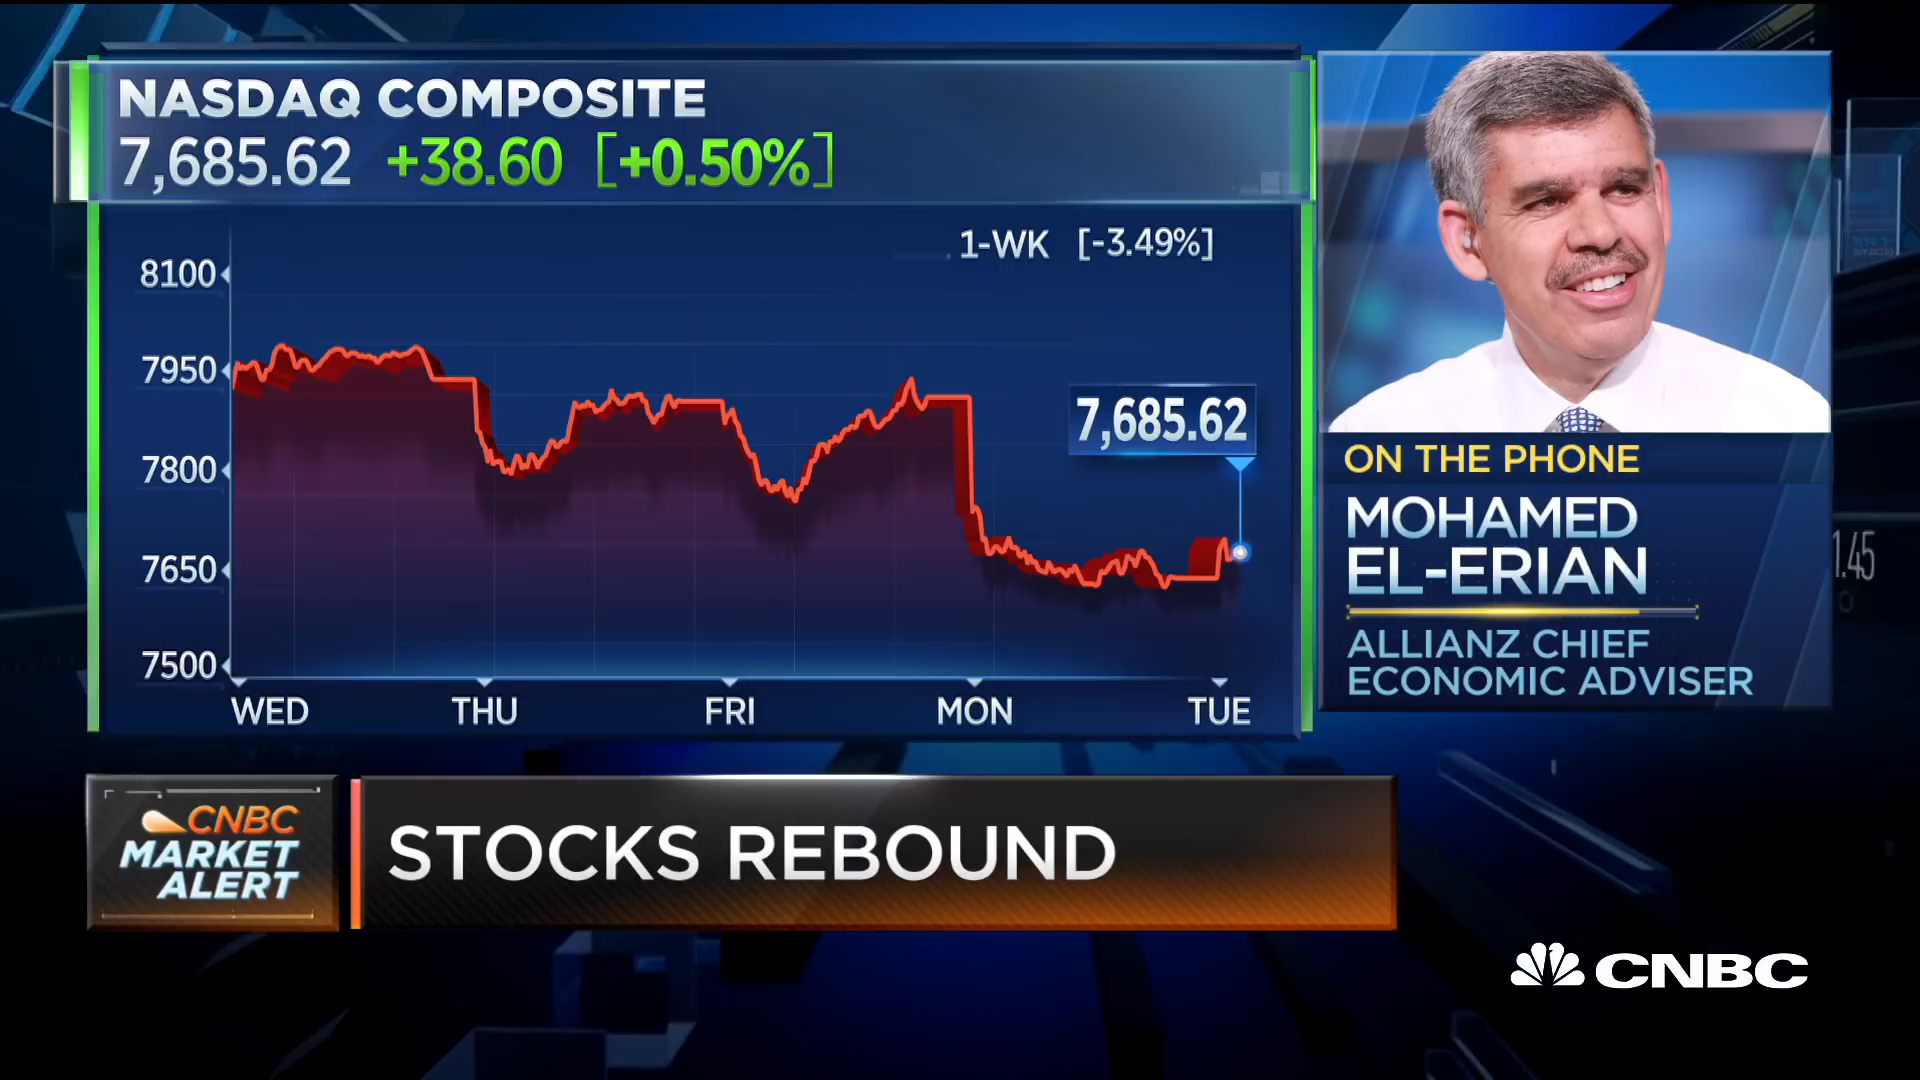 NASDAQ COMPOSITE
7,685.62 +38.60 [+0.50%]
1-WK [-3.49%]
8100
7950
7800
7650
7500
7,685.62
WED THU FRI MON TUE
ON THE PHONE
MOHAMED
EL-ERIAN
ALLIANZ CHIEF
ECONOMIC ADVISER
1.45
CNBC
MARKET
ALERT
STOCKS REBOUND
CNBC